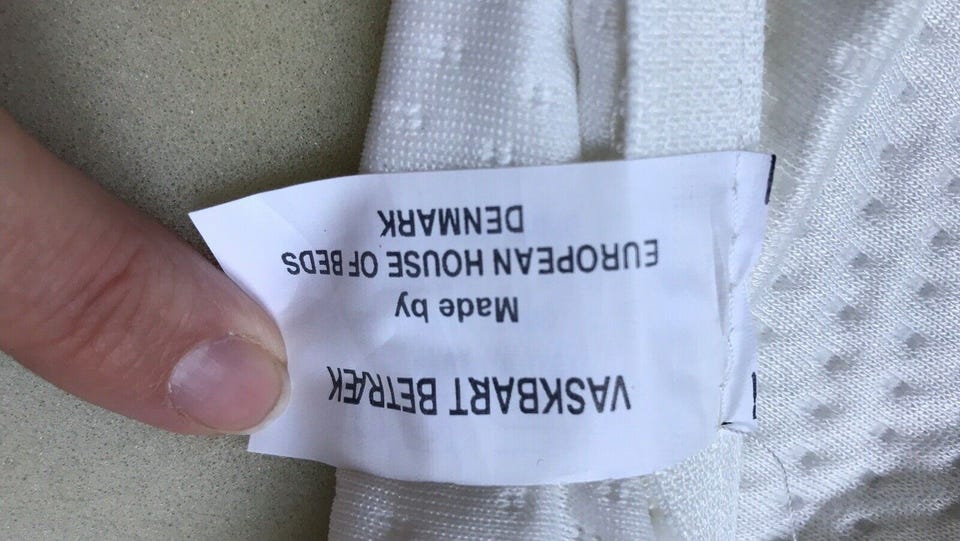 VASKBART BETRÆK
Made by
EUROPEAN HOUSE OF BEDS
DENMARK